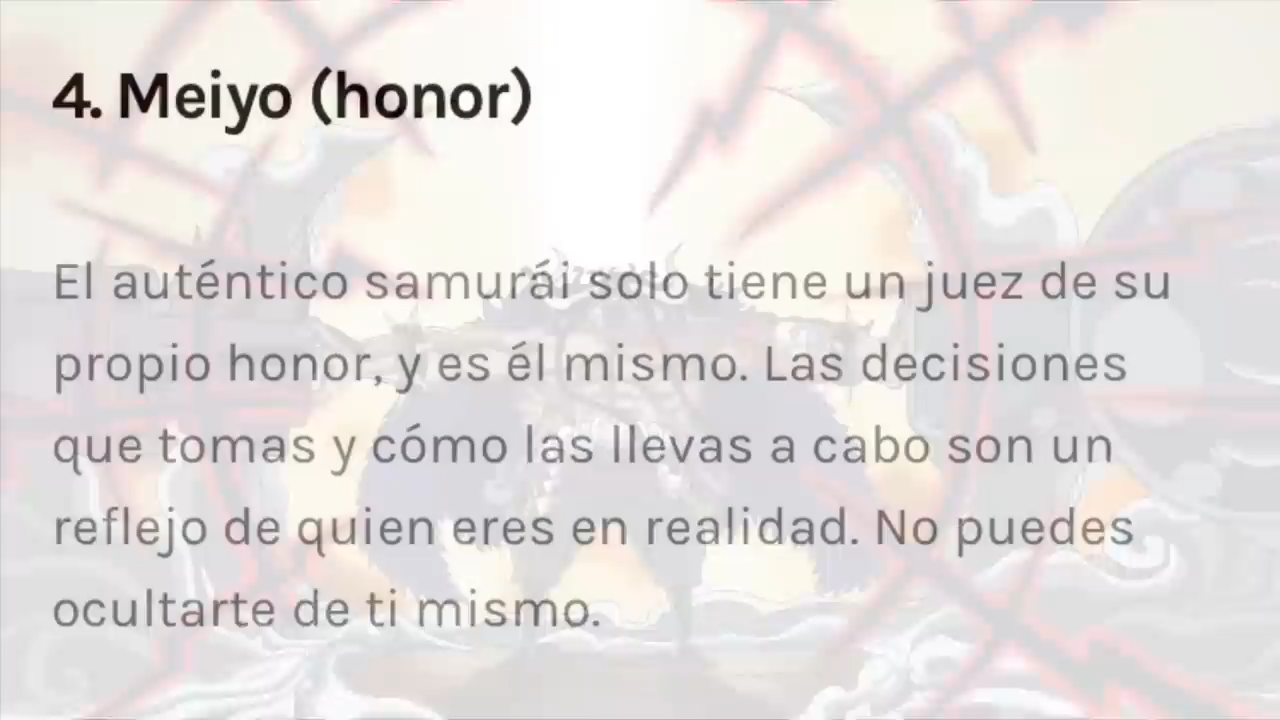 4. Meiyo (honor)
El auténtico samurái solo tiene un juez de su
propio honor, y es él mismo. Las decisiones
que tomas y cómo las llevas a cabo son un
reflejo de quien eres en realidad. No puedes
ocultarte de ti mismo.